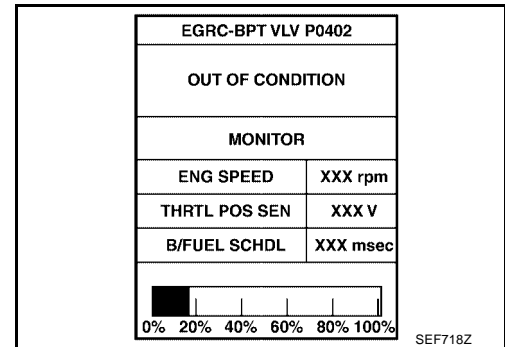 EGRC-BPT VLV P0402
OUT OF CONDITION
MONITOR
ENG SPEED XXX rpm
THRTL POS SEN XXX V
B/FUEL SCHDL XXX msec
0% 20% 40% 60% 80% 100%
SEF718Z